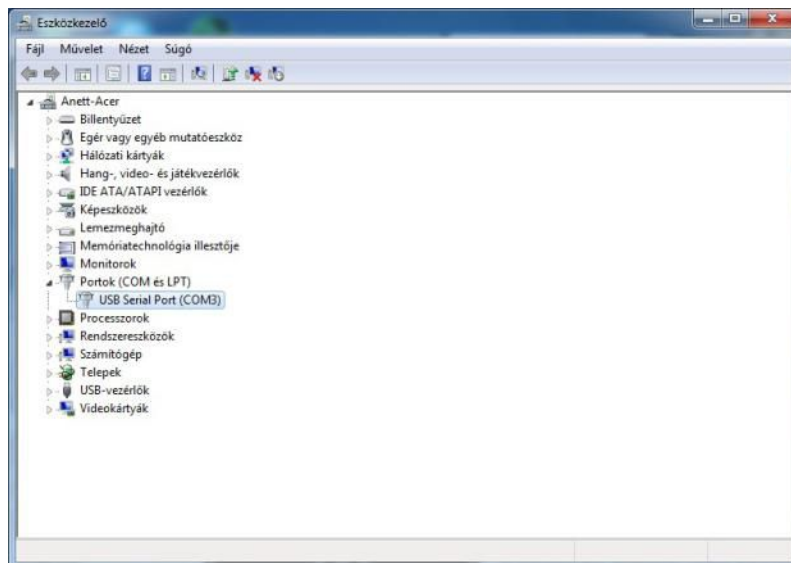 Eszközkezelő
Fájl Művelet Nézet Súgó
Anett-Acer
Billentyűzet
Egér vagy egyéb mutatóeszköz
Hálózati kártyák
Hang-, video- és játékvezérlők
IDE ATA/ATAPI vezérlők
Képeszközök
Lemezmeghajtó
Memóriatechnológia illesztője
Monitorok
Portok (COM és LPT)
USB Serial Port (COM3)
Processzorok
Rendszereszközök
Számítógép
Telepek
USB-vezérlők
Videokártyák